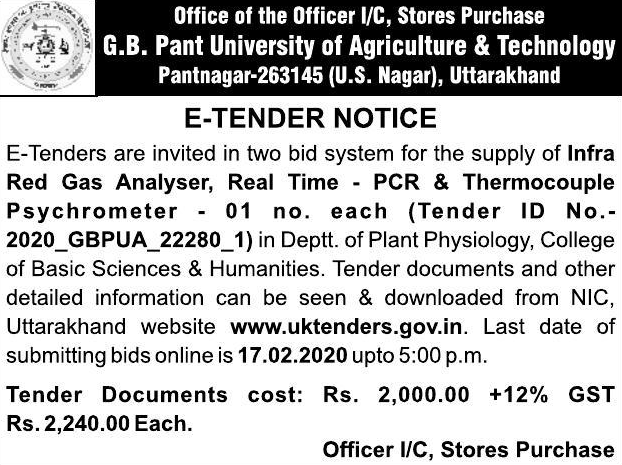 Office of the Officer I/C, Stores Purchase
G.B. Pant University of Agriculture & Technology
Pantnagar-263145 (U.S. Nagar), Uttarakhand
E-TENDER NOTICE
E-Tenders are invited in two bid system for the supply of Infra
Red Gas Analyser, Real Time - PCR & Thermocouple
Psychrometer - 01 no. each (Tender ID No.-
2020_GBPUA_22280_1) in Deptt. of Plant Physiology, College
of Basic Sciences & Humanities. Tender documents and other
detailed information can be seen & downloaded from NIC,
Uttarakhand website www.uktenders.gov.in. Last date of
submitting bids online is 17.02.2020 upto 5:00 p.m.
Tender Documents cost: Rs. 2,000.00 +12% GST
Rs. 2,240.00 Each.
Officer I/C, Stores Purchase